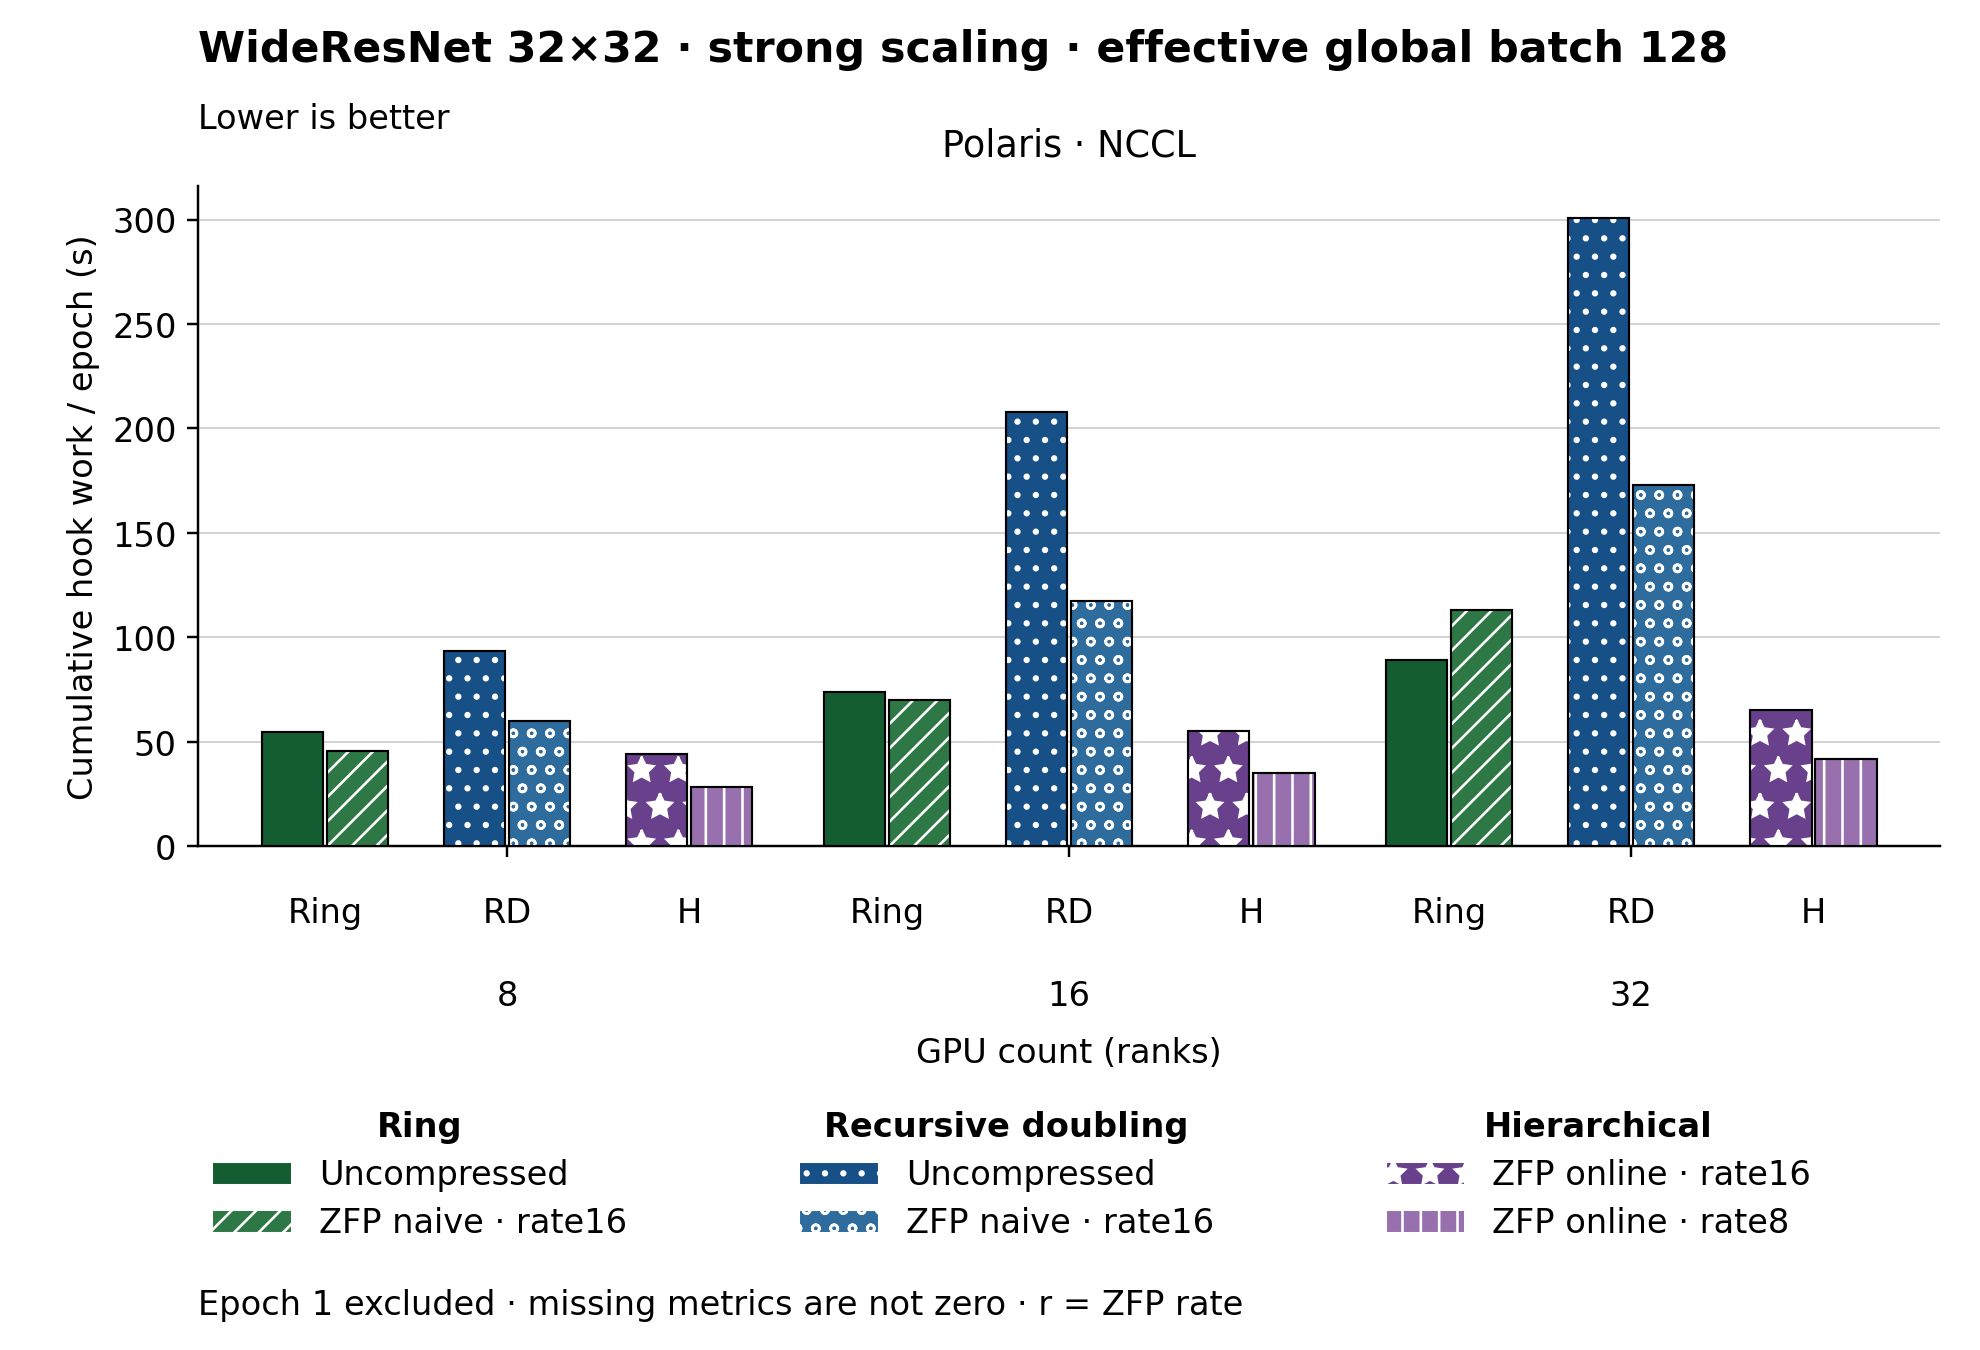 WideResNet 32×32 · strong scaling · effective global batch 128
Lower is better
Polaris · NCCL
Cumulative hook work / epoch (s)
300
250
200
150
100
50
0
Ring RD H Ring RD H Ring RD H
8 16 32
GPU count (ranks)
Ring Recursive doubling Hierarchical
Uncompressed Uncompressed ZFP online · rate16
ZFP naive · rate16 ZFP naive · rate16 ZFP online · rate8
Epoch 1 excluded · missing metrics are not zero · r = ZFP rate